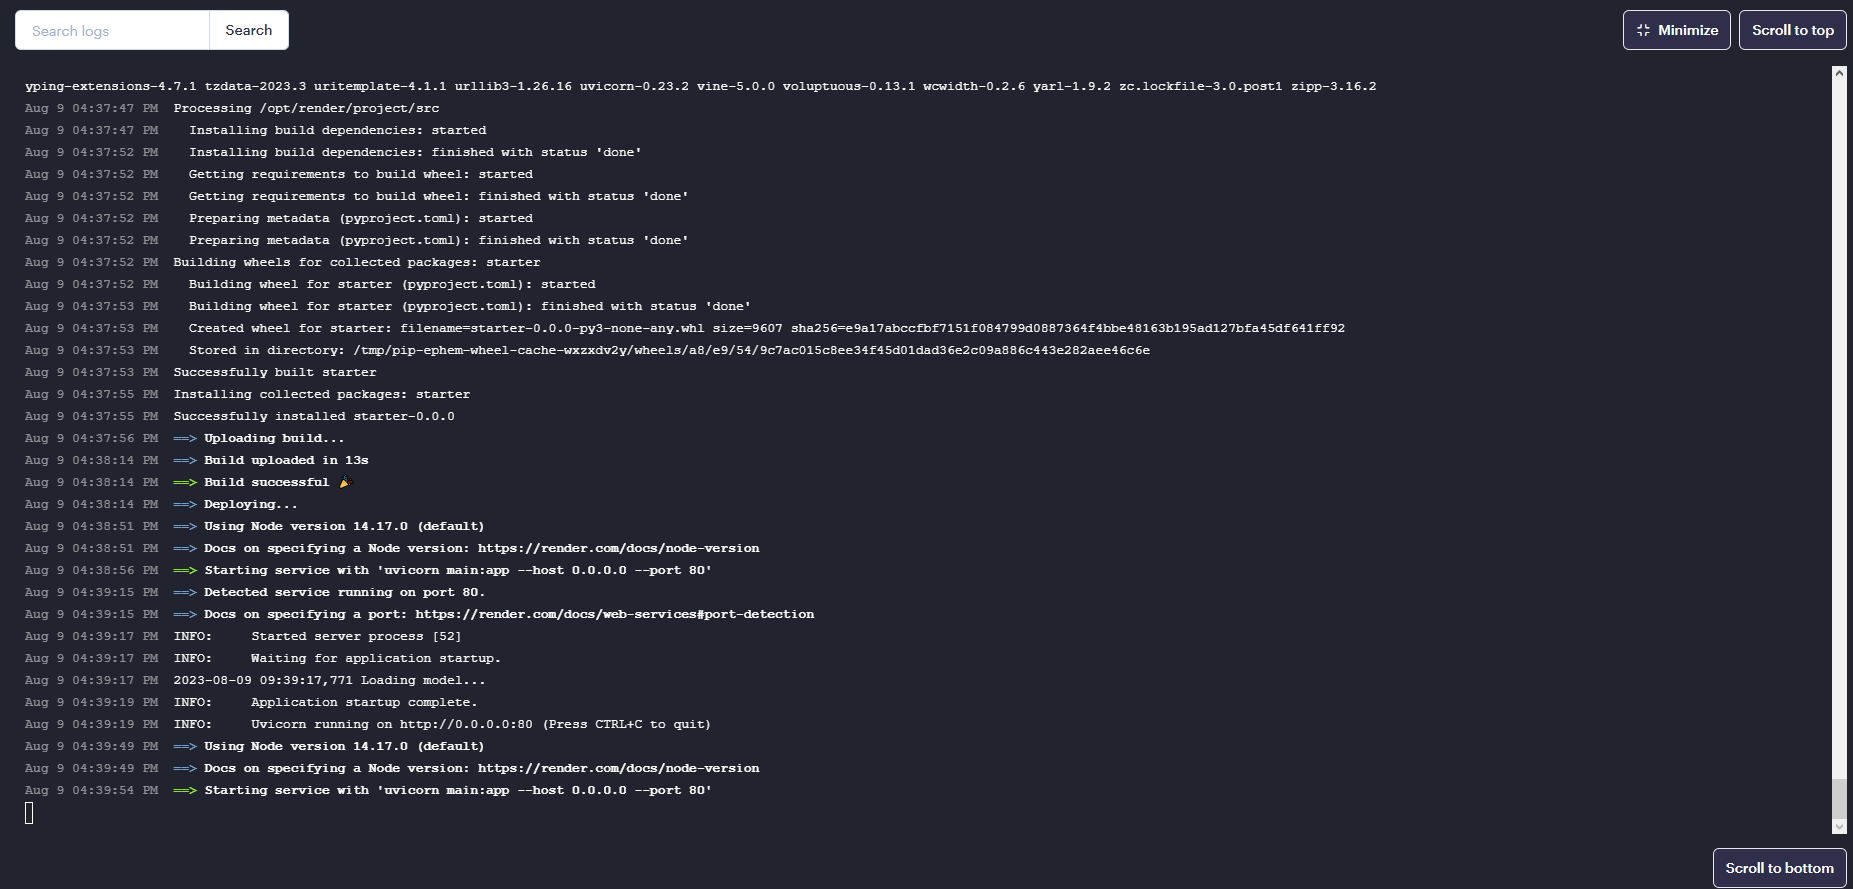 Search logs Search Minimize Scroll to top
yping-extensions-4.7.1 tzdata-2023.3 uritemplate-4.1.1 urllib3-1.26.16 uvicorn-0.23.2 vine-5.0.0 voluptuous-0.13.1 wcwidth-0.2.6 yarl-1.9.2 zc.lockfile-3.0.post1 zipp-3.16.2
Aug 9 04:37:47 PM Processing /opt/render/project/src
Aug 9 04:37:47 PM Installing build dependencies: started
Aug 9 04:37:52 PM Installing build dependencies: finished with status 'done'
Aug 9 04:37:52 PM Getting requirements to build wheel: started
Aug 9 04:37:52 PM Getting requirements to build wheel: finished with status 'done'
Aug 9 04:37:52 PM Preparing metadata (pyproject.toml): started
Aug 9 04:37:52 PM Preparing metadata (pyproject.toml): finished with status 'done'
Aug 9 04:37:52 PM Building wheels for collected packages: starter
Aug 9 04:37:52 PM Building wheel for starter (pyproject.toml): started
Aug 9 04:37:53 PM Building wheel for starter (pyproject.toml): finished with status 'done'
Aug 9 04:37:53 PM Created wheel for starter: filename=starter-0.0.0-py3-none-any.whl size=9607 sha256=e9a17abccfbf7151f084799d0887364f4bbe48163b195ad127bfa45df641ff92
Aug 9 04:37:53 PM Stored in directory: /tmp/pip-ephem-wheel-cache-wxzxdv2y/wheels/a8/e9/54/9c7ac015c8ee34f45d01dad36e2c09a886c443e282aee46c6e
Aug 9 04:37:53 PM Successfully built starter
Aug 9 04:37:55 PM Installing collected packages: starter
Aug 9 04:37:55 PM Successfully installed starter-0.0.0
Aug 9 04:37:56 PM ==> Uploading build...
Aug 9 04:38:14 PM ==> Build uploaded in 13s
Aug 9 04:38:14 PM ==> Build successful 🎉
Aug 9 04:38:14 PM ==> Deploying...
Aug 9 04:38:51 PM ==> Using Node version 14.17.0 (default)
Aug 9 04:38:51 PM ==> Docs on specifying a Node version: https://render.com/docs/node-version
Aug 9 04:38:56 PM ==> Starting service with 'uvicorn main:app --host 0.0.0.0 --port 80'
Aug 9 04:39:15 PM ==> Detected service running on port 80.
Aug 9 04:39:15 PM ==> Docs on specifying a port: https://render.com/docs/web-services#port-detection
Aug 9 04:39:17 PM INFO: Started server process [52]
Aug 9 04:39:17 PM INFO: Waiting for application startup.
Aug 9 04:39:17 PM 2023-08-09 09:39:17,771 Loading model...
Aug 9 04:39:19 PM INFO: Application startup complete.
Aug 9 04:39:19 PM INFO: Uvicorn running on http://0.0.0.0:80 (Press CTRL+C to quit)
Aug 9 04:39:49 PM ==> Using Node version 14.17.0 (default)
Aug 9 04:39:49 PM ==> Docs on specifying a Node version: https://render.com/docs/node-version
Aug 9 04:39:54 PM ==> Starting service with 'uvicorn main:app --host 0.0.0.0 --port 80'
Scroll to bottom